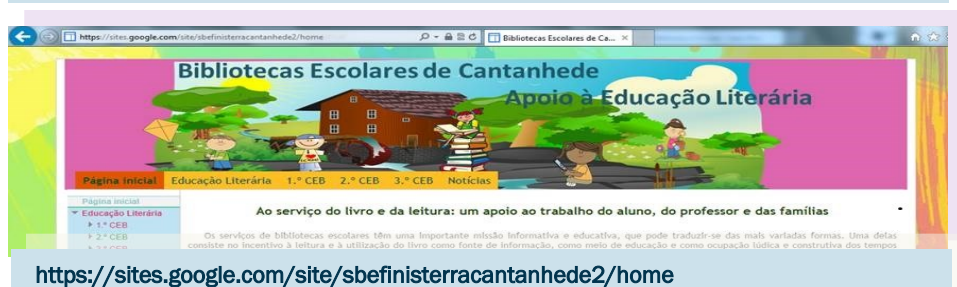 https://sites.google.com/site/sbefinisterracantanhede2/home
Bibliotecas Escolares de Ca... ×
Bibliotecas Escolares de Cantanhede
Apoio à Educação Literária
Página inicial Educação Literária 1.º CEB 2.º CEB 3.º CEB Notícias
Página inicial
Educação Literária
1.º CEB
2.º CEB
Ao serviço do livro e da leitura: um apoio ao trabalho do aluno, do professor e das famílias
Os serviços de bibliotecas escolares têm uma importante missão informativa e educativa, que pode traduzir-se das mais variadas formas. Uma delas
consiste no incentivo à leitura e à utilização do livro como fonte de informação, como meio de educação e como ocupação lúdica e construtiva dos tempos
https://sites.google.com/site/sbefinisterracantanhede2/home